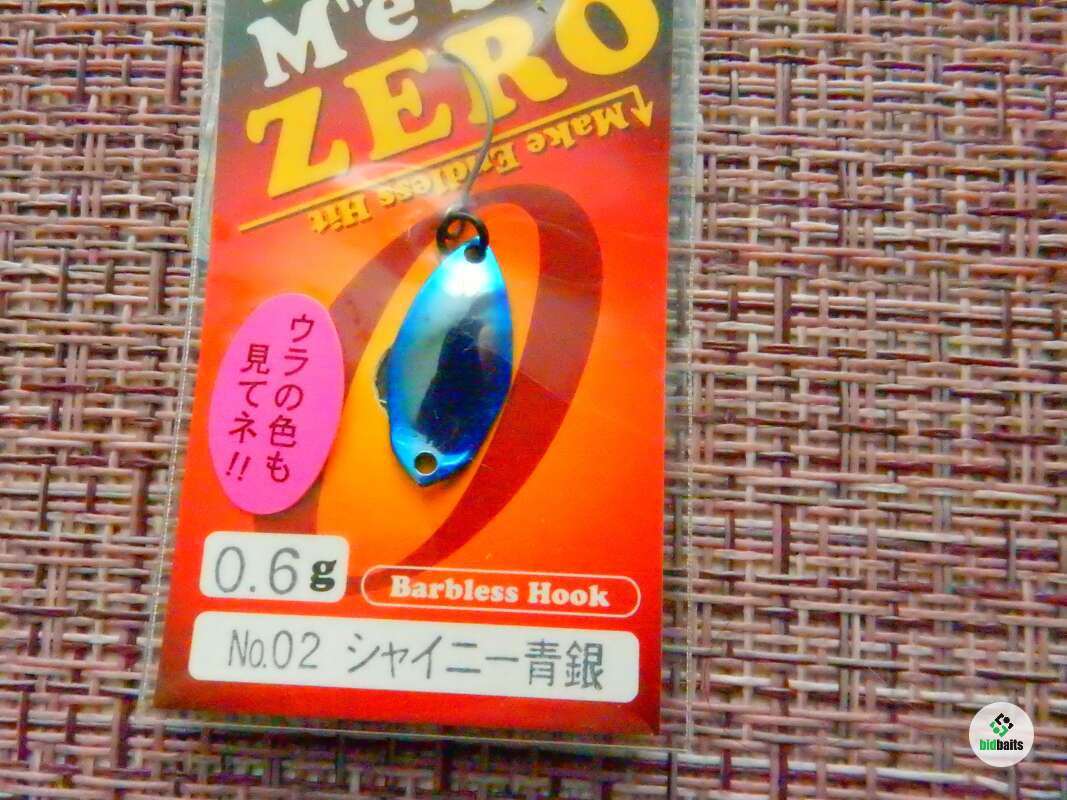 ZERO
Make Endless Hit
ウラの色も
見てネ!!
0.6g
Barbless Hook
No.02 シャイニー青銀
bidbaits